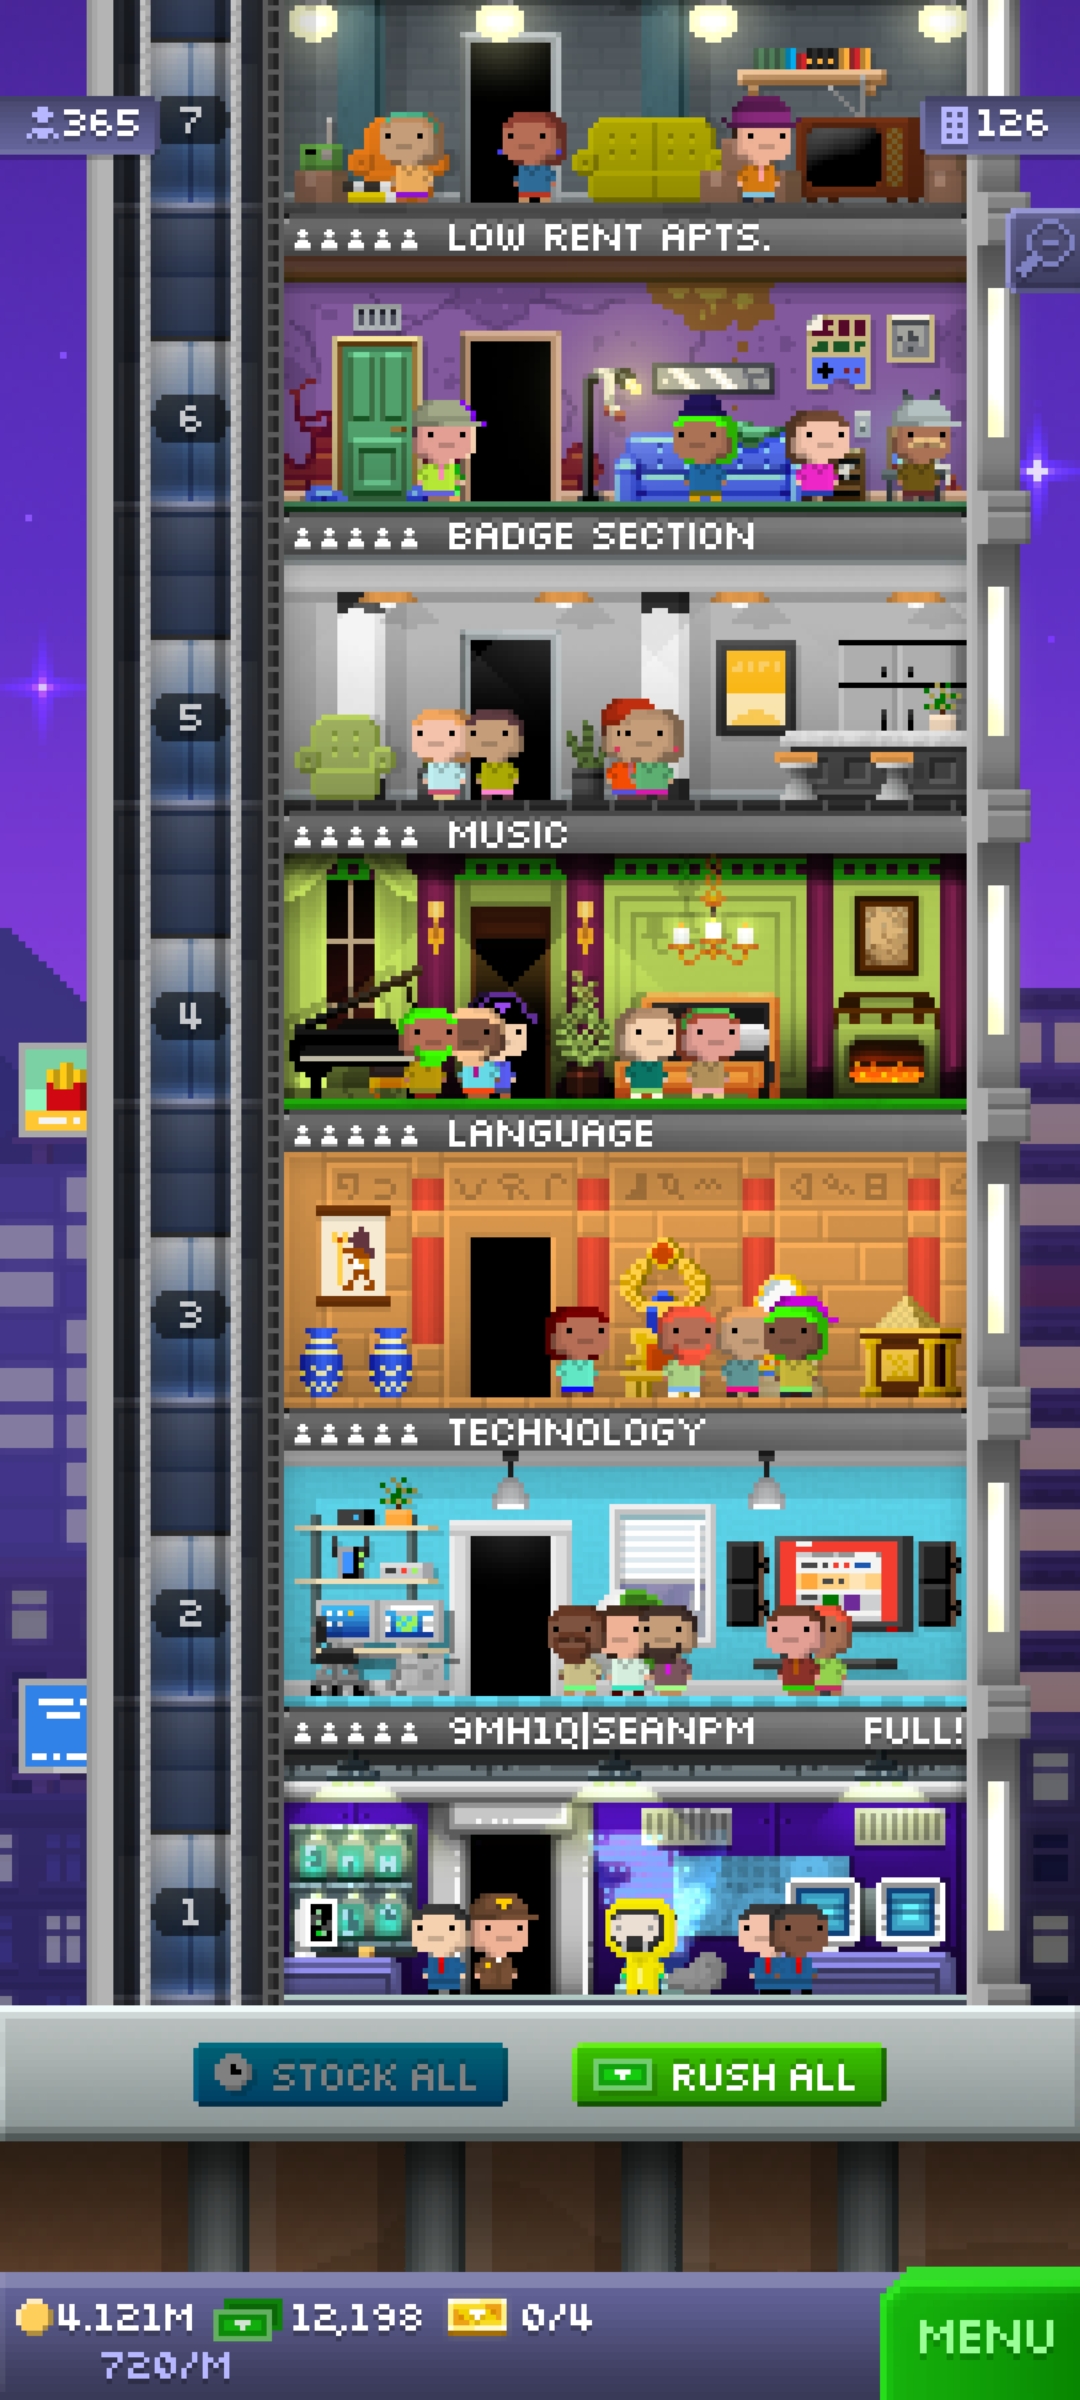 365
7
126
LOW RENT APTS.
6
BADGE SECTION
5
MUSIC
4
LANGUAGE
3
TECHNOLOGY
2
9MH1Q|SEANPM FULL!
1
STOCK ALL
RUSH ALL
4.121M 12,198 0/4
720/M
MENU